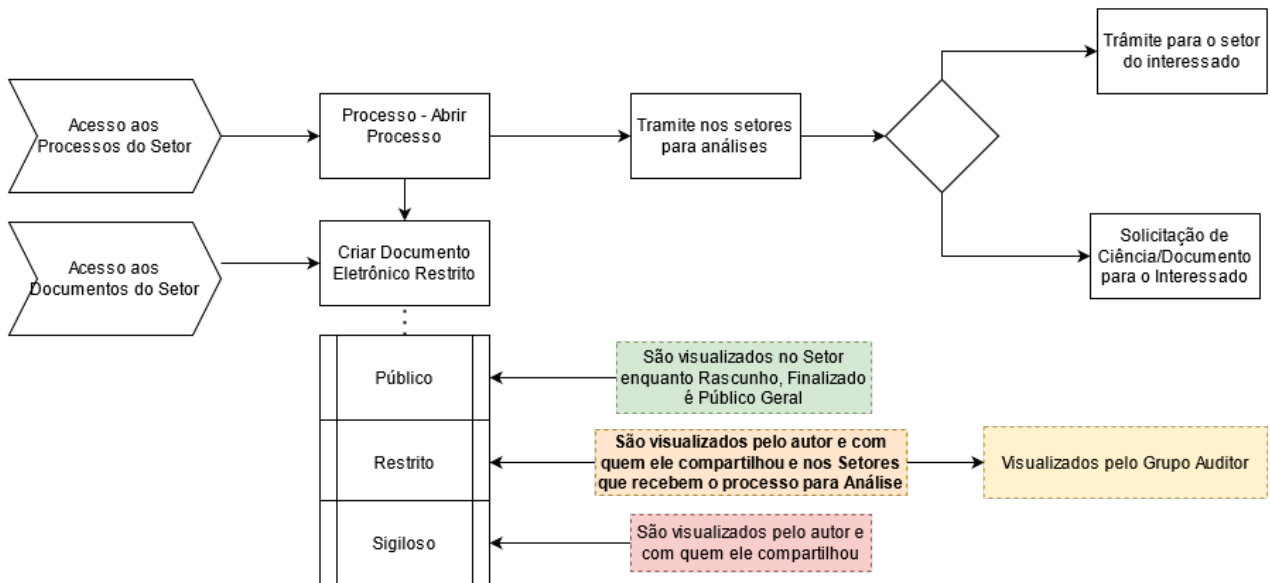 Trâmite para o setor
do interessado
Acesso aos
Processos do Setor
Processo - Abrir
Processo
Tramite nos setores
para análises
Criar Documento
Eletrônico Restrito
Acesso aos
Documentos do Setor
Solicitação de
Ciência/Documento
para o Interessado
Público
São visualizados no Setor
enquanto Rascunho, Finalizado
é Público Geral
Restrito
São visualizados pelo autor e com
quem ele compartilhou e nos Setores
que recebem o processo para Análise
Visualizados pelo Grupo Auditor
Sigiloso
São visualizados pelo autor e
com quem ele compartilhou